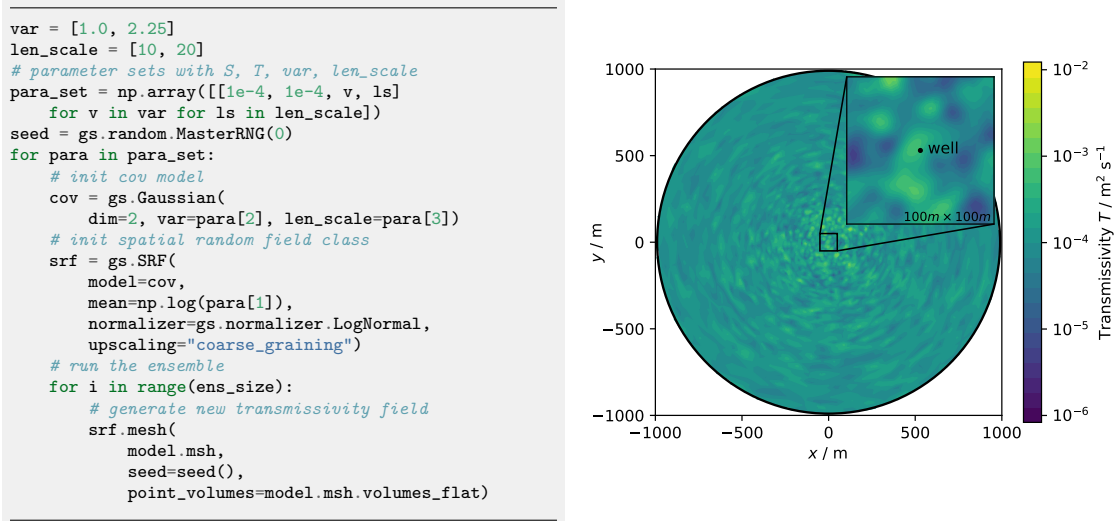 var = [1.0, 2.25]
len_scale = [10, 20]
# parameter sets with S, T, var, len_scale
para_set = np.array([[1e-4, 1e-4, v, ls]
    for v in var for ls in len_scale])
seed = gs.random.MasterRNG(0)
for para in para_set:
    # init cov model
    cov = gs.Gaussian(
        dim=2, var=para[2], len_scale=para[3])
    # init spatial random field class
    srf = gs.SRF(
        model=cov,
        mean=np.log(para[1]),
        normalizer=gs.normalizer.LogNormal,
        upscaling="coarse_graining")
    # run the ensemble
    for i in range(ens_size):
        # generate new transmissivity field
        srf.mesh(
            model.msh,
            seed=seed(),
            point_volumes=model.msh.volumes_flat)
1000
500
0
−500
−1000
y / m
−1000
−500
0
500
1000
x / m
well
100m × 100m
10⁻²
10⁻³
10⁻⁴
10⁻⁵
10⁻⁶
Transmissivity T / m² s⁻¹